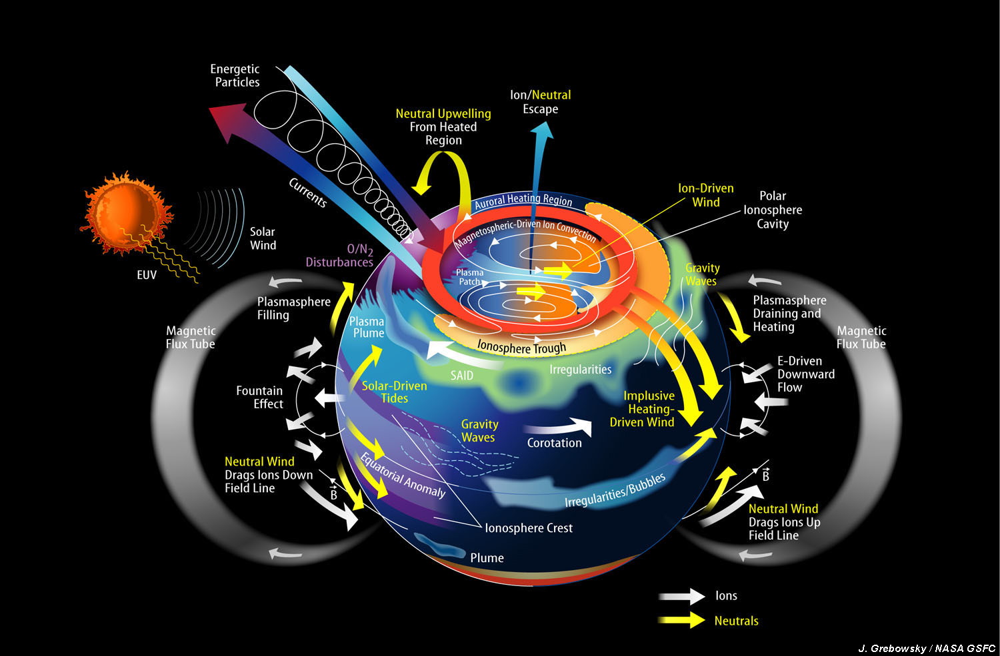 Energetic
Particles
Ion/Neutral
Escape
Neutral Upwelling
From Heated
Region
Currents
Solar
Wind
EUV
Auroral Heating Region
Ion-Driven
Wind
Polar
Ionosphere
Cavity
Magnetospheric-Driven Ion Convection
O/N2
Disturbances
Plasma
Patch
Gravity
Waves
Plasmasphere
Filling
Plasmasphere
Draining and
Heating
Magnetic
Flux Tube
Magnetic
Flux Tube
Plasma
Plume
Ionosphere Trough
SAID
Irregularities
E-Driven
Downward
Flow
Fountain
Effect
Solar-Driven
Tides
Implusive
Heating-
Driven Wind
Gravity
Waves
Corotation
Neutral Wind
Drags Ions Down
Field Line
B
Equatorial Anomaly
Irregularities/Bubbles
B
Neutral Wind
Drags Ions Up
Field Line
Ionosphere Crest
Plume
Ions
Neutrals
J. Grebowsky / NASA GSFC